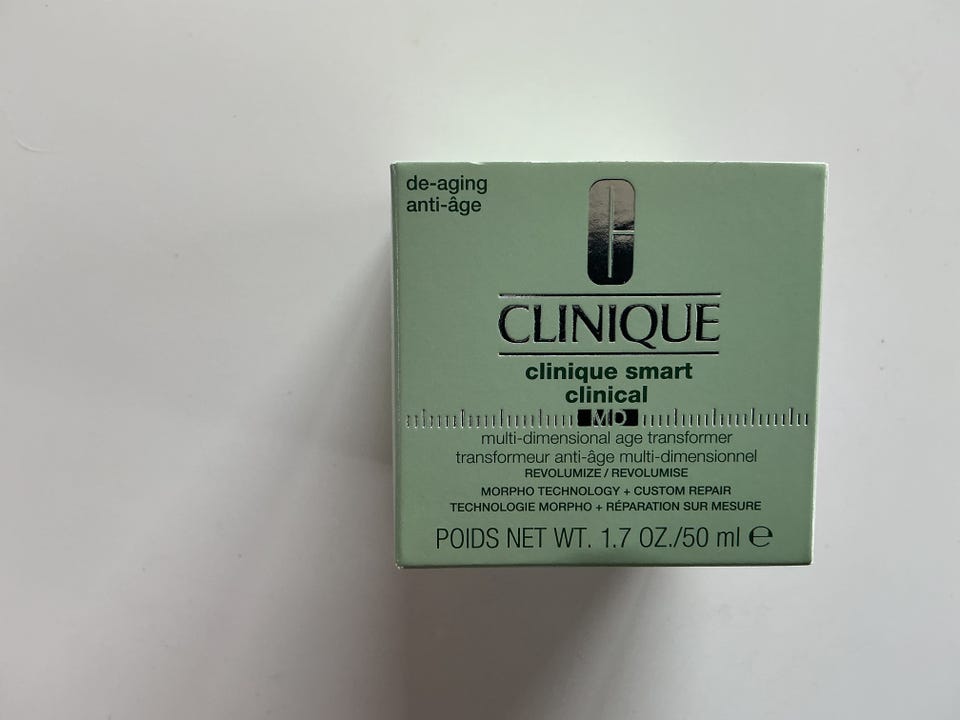 de-aging
anti-âge
CLINIQUE
clinique smart
clinical
MD
multi-dimensional age transformer
transformeur anti-âge multi-dimensionnel
REVOLUMIZE / REVOLUMISE
MORPHO TECHNOLOGY + CUSTOM REPAIR
TECHNOLOGIE MORPHO + RÉPARATION SUR MESURE
POIDS NET WT. 1.7 OZ./50 ml ℮